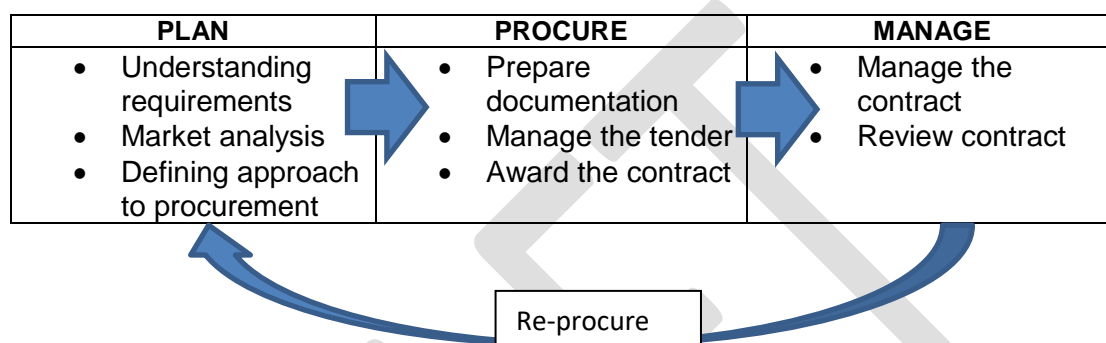 PLAN
PROCURE
MANAGE
• Understanding
requirements
• Market analysis
• Defining approach
to procurement
• Prepare
documentation
• Manage the tender
• Award the contract
• Manage the
contract
• Review contract
Re-procure